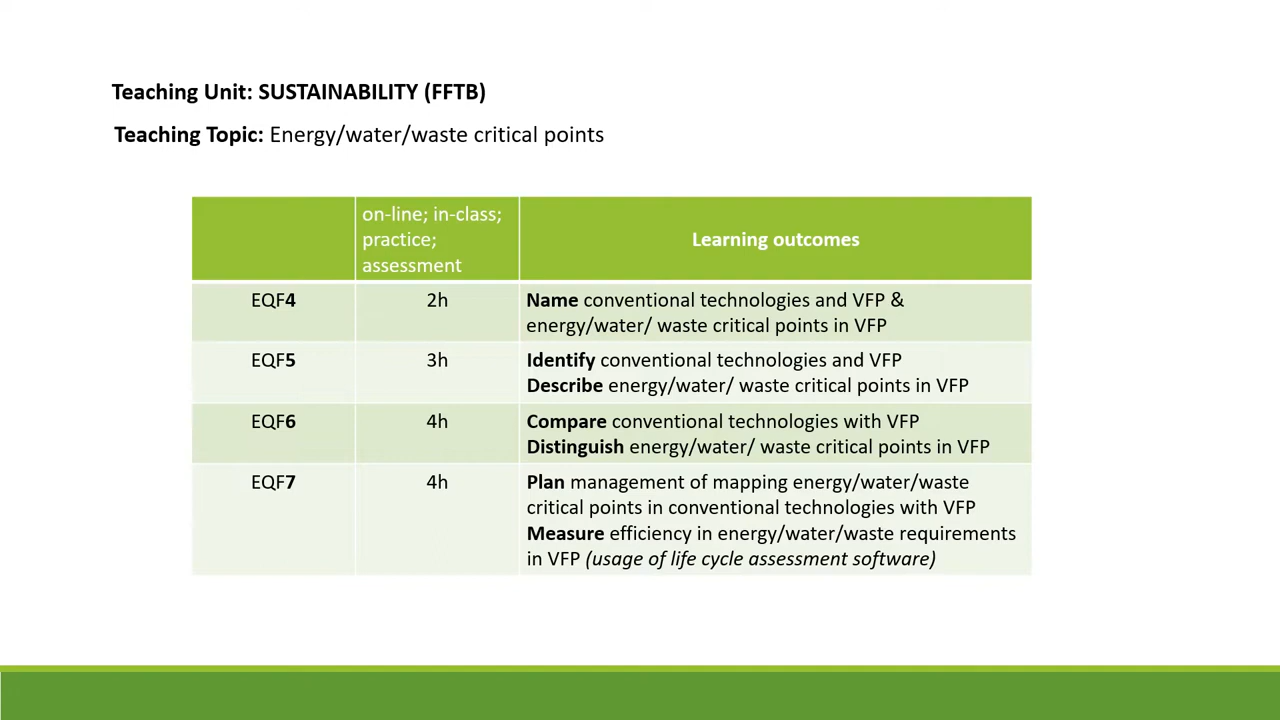 Teaching Unit: SUSTAINABILITY (FFTB)
Teaching Topic: Energy/water/waste critical points
on-line; in-class;
practice;
assessment
Learning outcomes
EQF4
2h
Name conventional technologies and VFP &
energy/water/ waste critical points in VFP
EQF5
3h
Identify conventional technologies and VFP
Describe energy/water/ waste critical points in VFP
EQF6
4h
Compare conventional technologies with VFP
Distinguish energy/water/ waste critical points in VFP
EQF7
4h
Plan management of mapping energy/water/waste
critical points in conventional technologies with VFP
Measure efficiency in energy/water/waste requirements
in VFP (usage of life cycle assessment software)